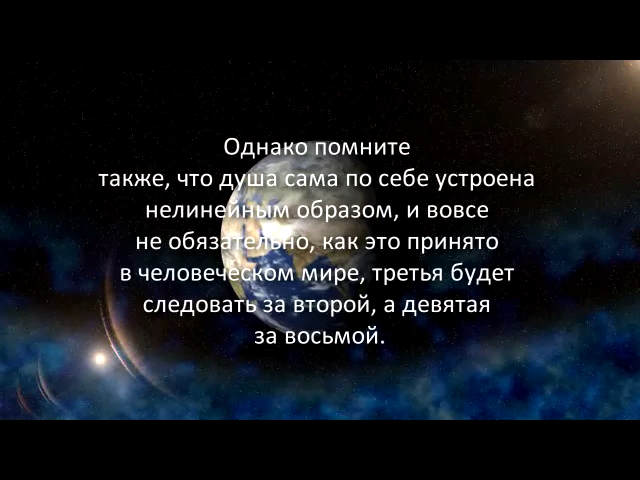 Однако помните
также, что душа сама по себе устроена
нелинейным образом, и вовсе
не обязательно, как это принято
в человеческом мире, третья будет
следовать за второй, а девятая
за восьмой.